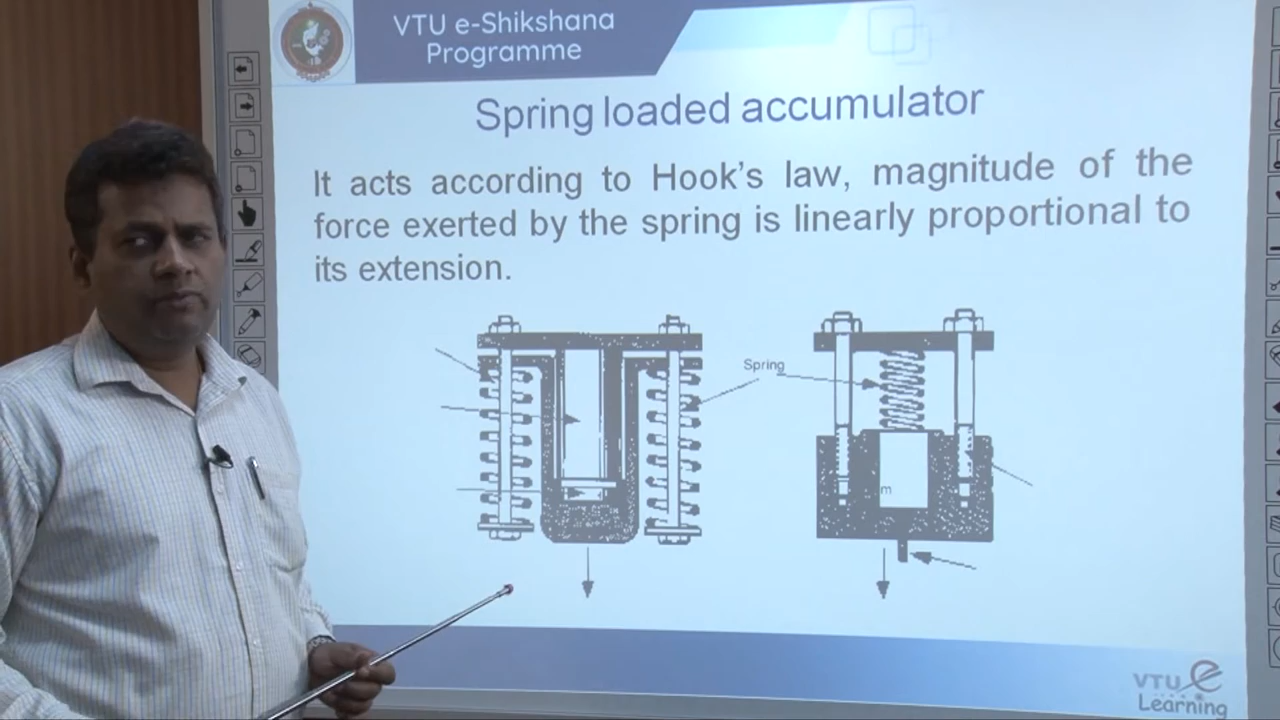 VTU e-Shikshana
Programme
Spring loaded accumulator
It acts according to Hook's law, magnitude of the
force exerted by the spring is linearly proportional to
its extension.
Spring
m
VTU e
Learning